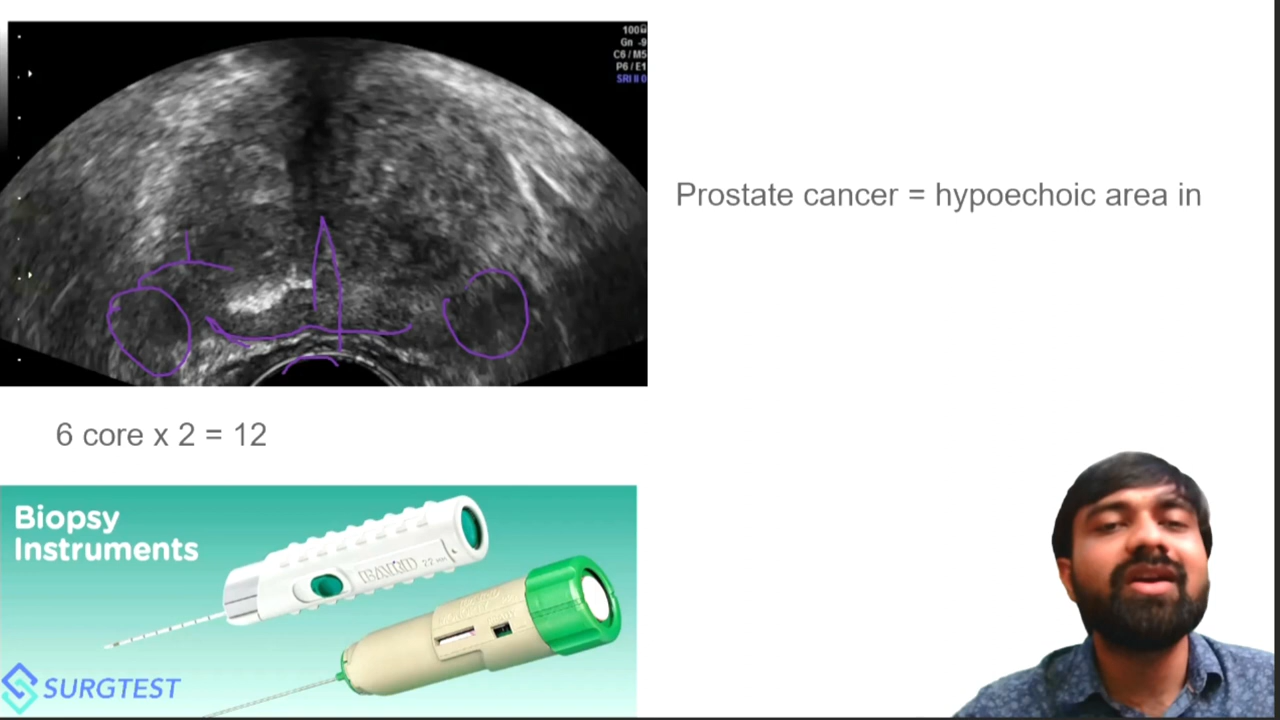 100
Gn -9
C6 / M5
P6 / E1
SRI II 0
Prostate cancer = hypoechoic area in
6 core x 2 = 12
Biopsy
Instruments
BARD
SURGTEST